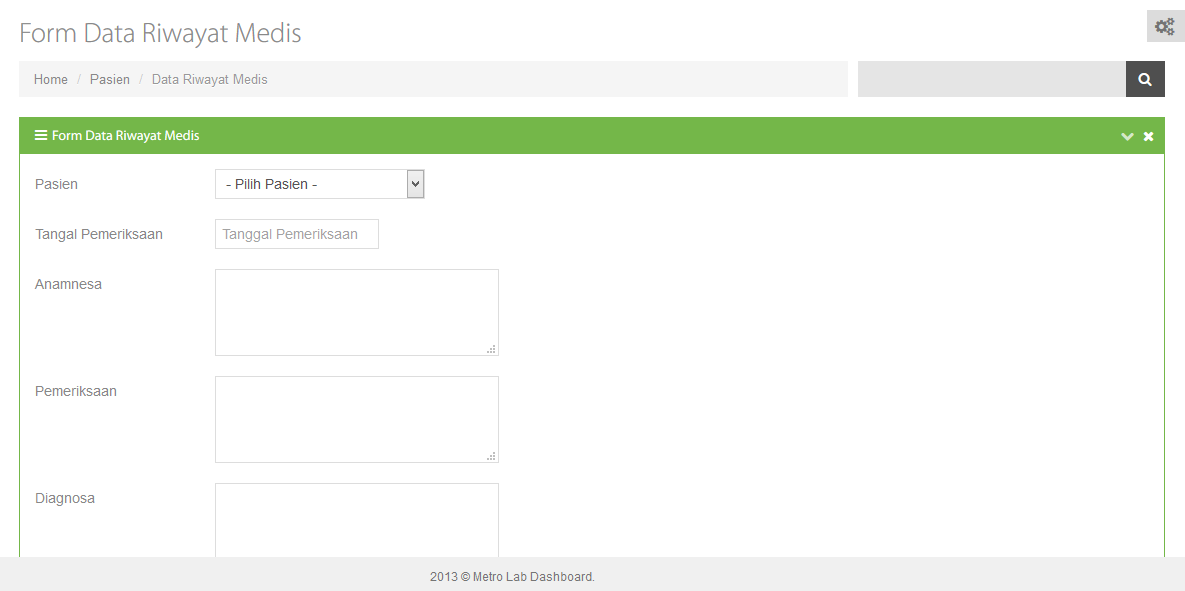 Form Data Riwayat Medis
Home / Pasien / Data Riwayat Medis
Form Data Riwayat Medis
Pasien - Pilih Pasien -
Tangal Pemeriksaan Tanggal Pemeriksaan
Anamnesa
Pemeriksaan
Diagnosa
2013 © Metro Lab Dashboard.